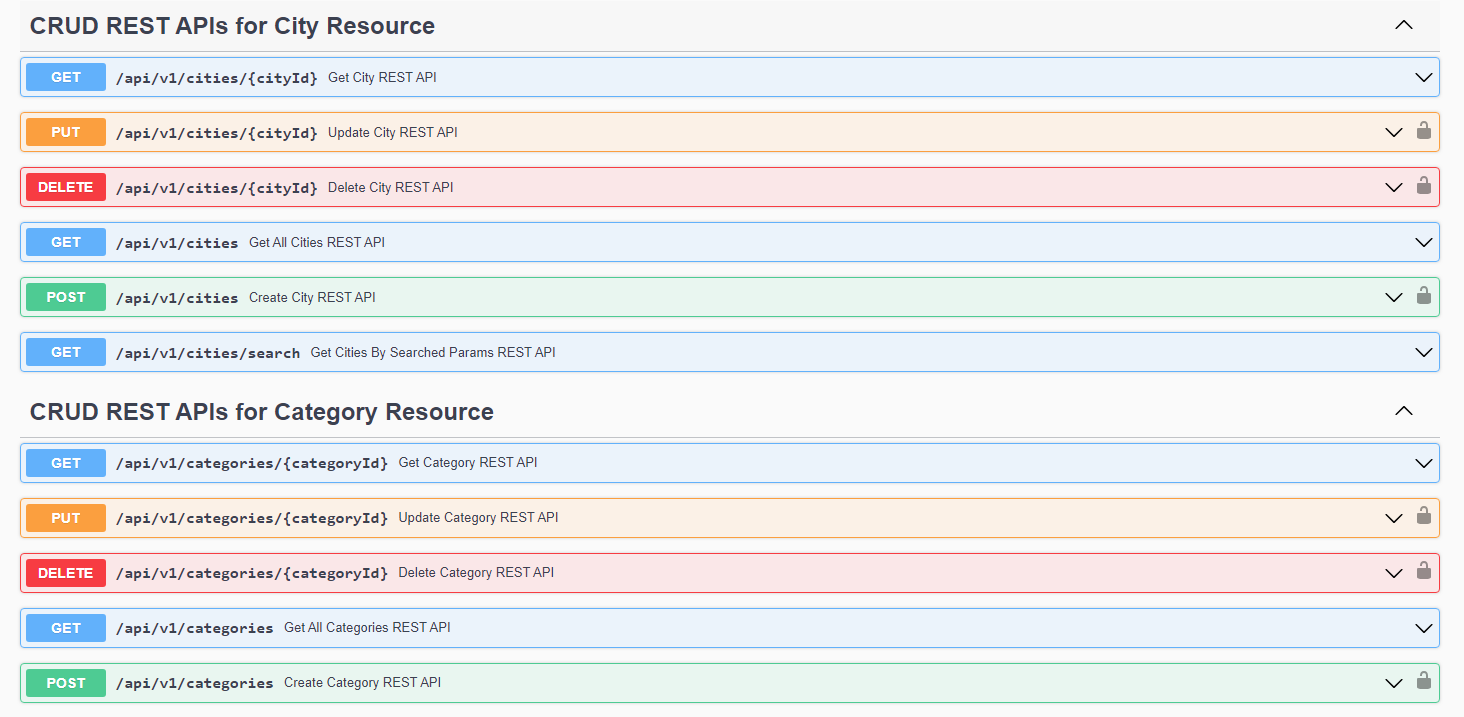 CRUD REST APIs for City Resource
GET /api/v1/cities/{cityId} Get City REST API
PUT /api/v1/cities/{cityId} Update City REST API
DELETE /api/v1/cities/{cityId} Delete City REST API
GET /api/v1/cities Get All Cities REST API
POST /api/v1/cities Create City REST API
GET /api/v1/cities/search Get Cities By Searched Params REST API
CRUD REST APIs for Category Resource
GET /api/v1/categories/{categoryId} Get Category REST API
PUT /api/v1/categories/{categoryId} Update Category REST API
DELETE /api/v1/categories/{categoryId} Delete Category REST API
GET /api/v1/categories Get All Categories REST API
POST /api/v1/categories Create Category REST API